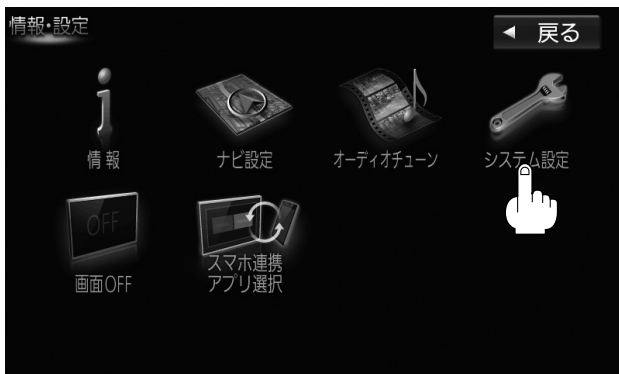 情報・設定
戻る
情報
ナビ設定
オーディオチューン
システム設定
OFF
画面OFF
スマホ連携
アプリ選択